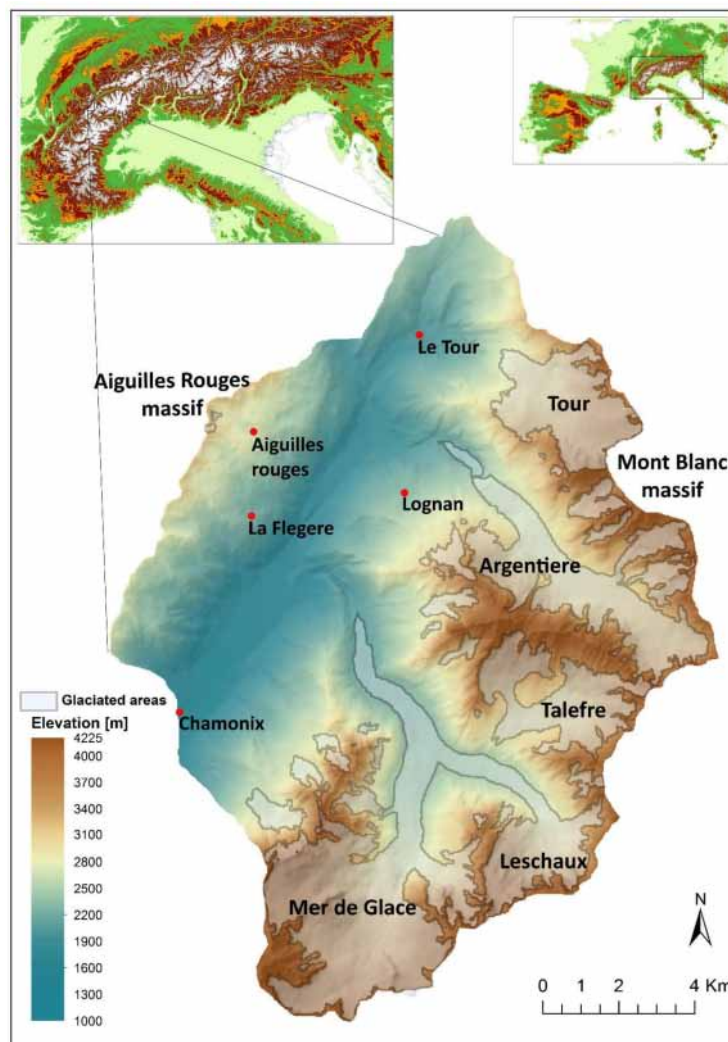 Le Tour
Aiguilles Rouges
massif
Tour
Aiguilles
rouges
Mont Blanc
massif
Lognan
La Flegere
Argentiere
Glaciated areas
Talefre
Elevation [m]
Chamonix
4225
4000
3700
3400
3100
2800
2500
2200
1900
1600
1300
1000
Leschaux
Mer de Glace
N
0 1 2 4 Km